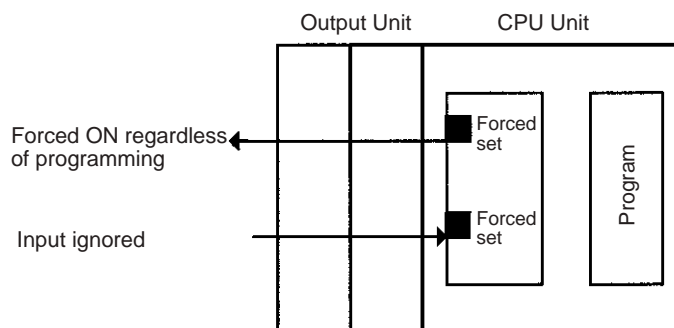 Output Unit CPU Unit
Forced ON regardless
of programming
Forced
set
Input ignored
Forced
set
Program